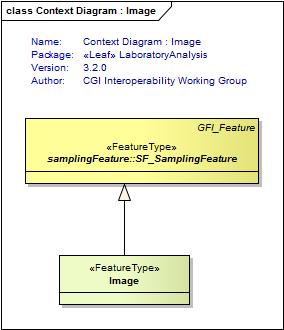 class Context Diagram : Image
Name: Context Diagram : Image
Package: «Leaf» LaboratoryAnalysis
Version: 3.2.0
Author: CGI Interoperability Working Group
GFI_Feature
«FeatureType»
samplingFeature::SF_SamplingFeature
«FeatureType»
Image